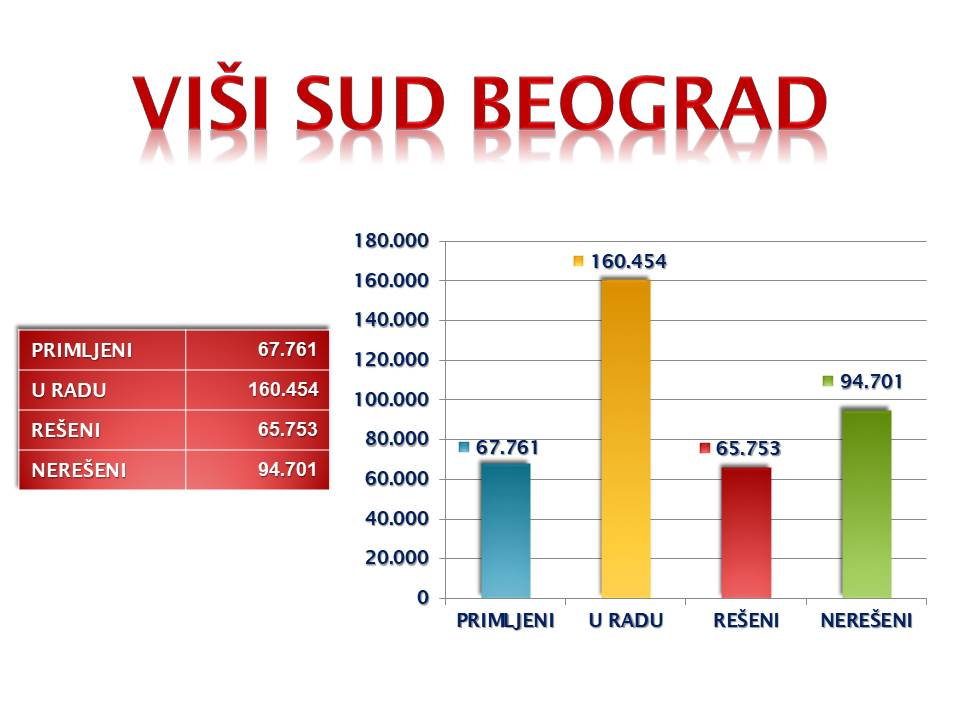 VIŠI SUD BEOGRAD
PRIMLJENI 67.761
U RADU 160.454
REŠENI 65.753
NEREŠENI 94.701
180.000
160.000
140.000
120.000
100.000
80.000
60.000
40.000
20.000
0
67.761
160.454
65.753
94.701
PRIMLJENI U RADU REŠENI NEREŠENI